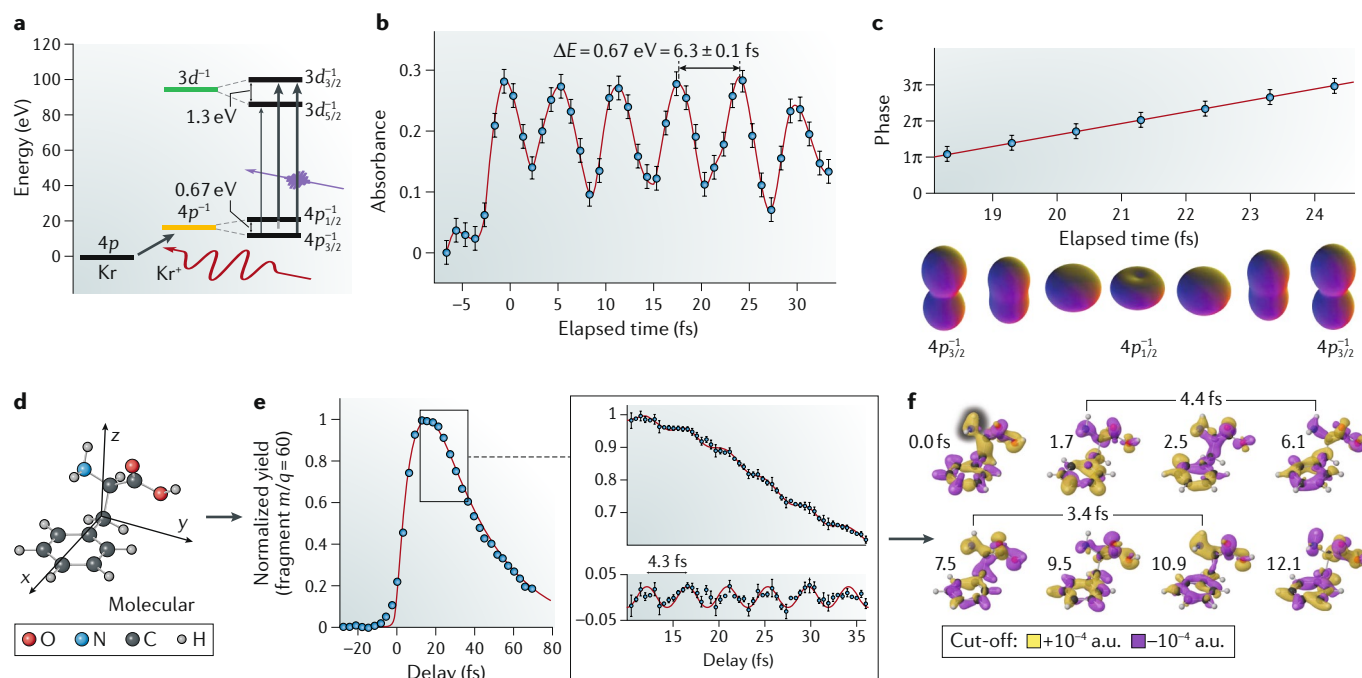 a
Energy (eV)
120
100
80
60
40
20
0
3d⁻¹
3d⁻¹₃/₂
3d⁻¹₅/₂
1.3 eV
0.67 eV
4p⁻¹
4p⁻¹₁/₂
4p⁻¹₃/₂
4p
Kr
Kr⁺
b
ΔE = 0.67 eV = 6.3 ± 0.1 fs
Absorbance
0.3
0.2
0.1
0
−5 0 5 10 15 20 25 30
Elapsed time (fs)
c
Phase
3π
2π
1π
19 20 21 22 23 24
Elapsed time (fs)
4p⁻¹₃/₂ 4p⁻¹₁/₂ 4p⁻¹₃/₂
d
z
y
x
Molecular
O N C H
e
Normalized yield
(fragment m/q = 60)
1
0.8
0.6
0.4
0.2
0
−20 0 20 40 60 80
Delay (fs)
1
0.9
0.8
0.7
0.6
4.3 fs
0.05
−0.05
15 20 25 30 35
Delay (fs)
f
4.4 fs
0.0 fs 1.7 2.5 6.1
3.4 fs
7.5 9.5 10.9 12.1
Cut-off: +10⁻⁴ a.u. −10⁻⁴ a.u.